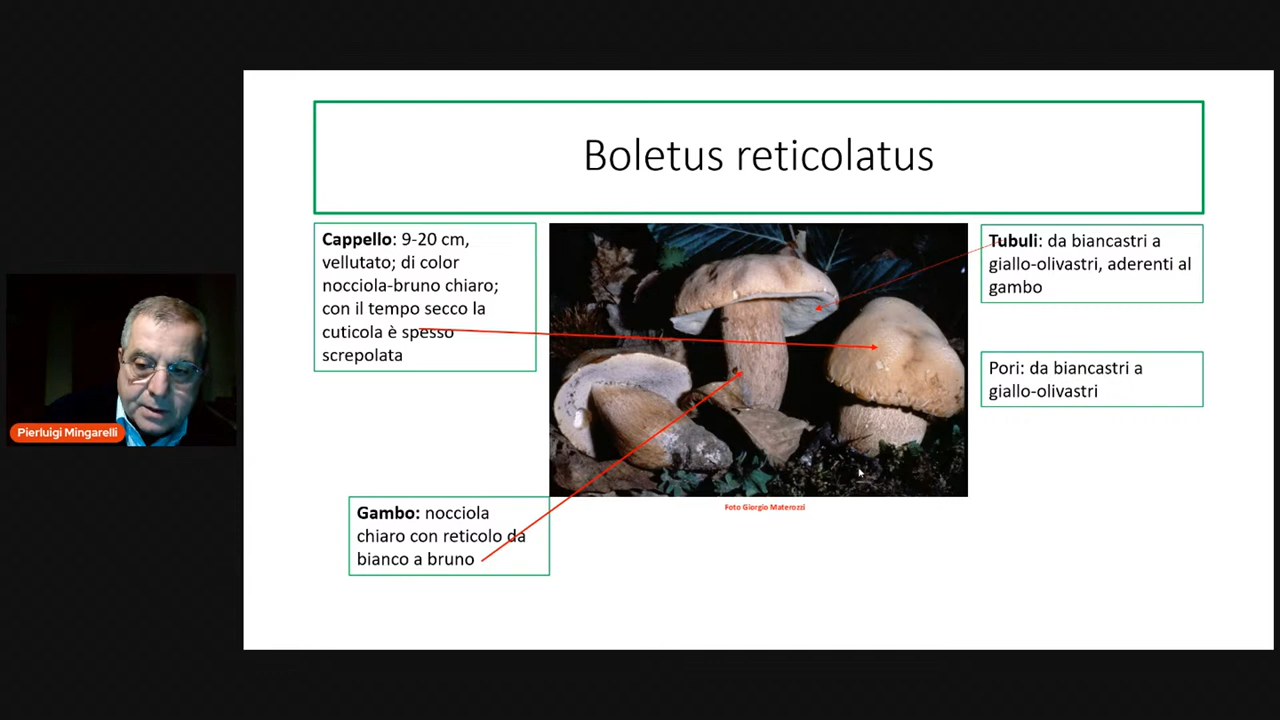 Boletus reticolatus
Cappello: 9-20 cm,
vellutato; di color
nocciola-bruno chiaro;
con il tempo secco la
cuticola è spesso
screpolata
Tubuli: da biancastri a
giallo-olivastri, aderenti al
gambo
Pori: da biancastri a
giallo-olivastri
Pierluigi Mingarelli
Foto Giorgio Materozzi
Gambo: nocciola
chiaro con reticolo da
bianco a bruno